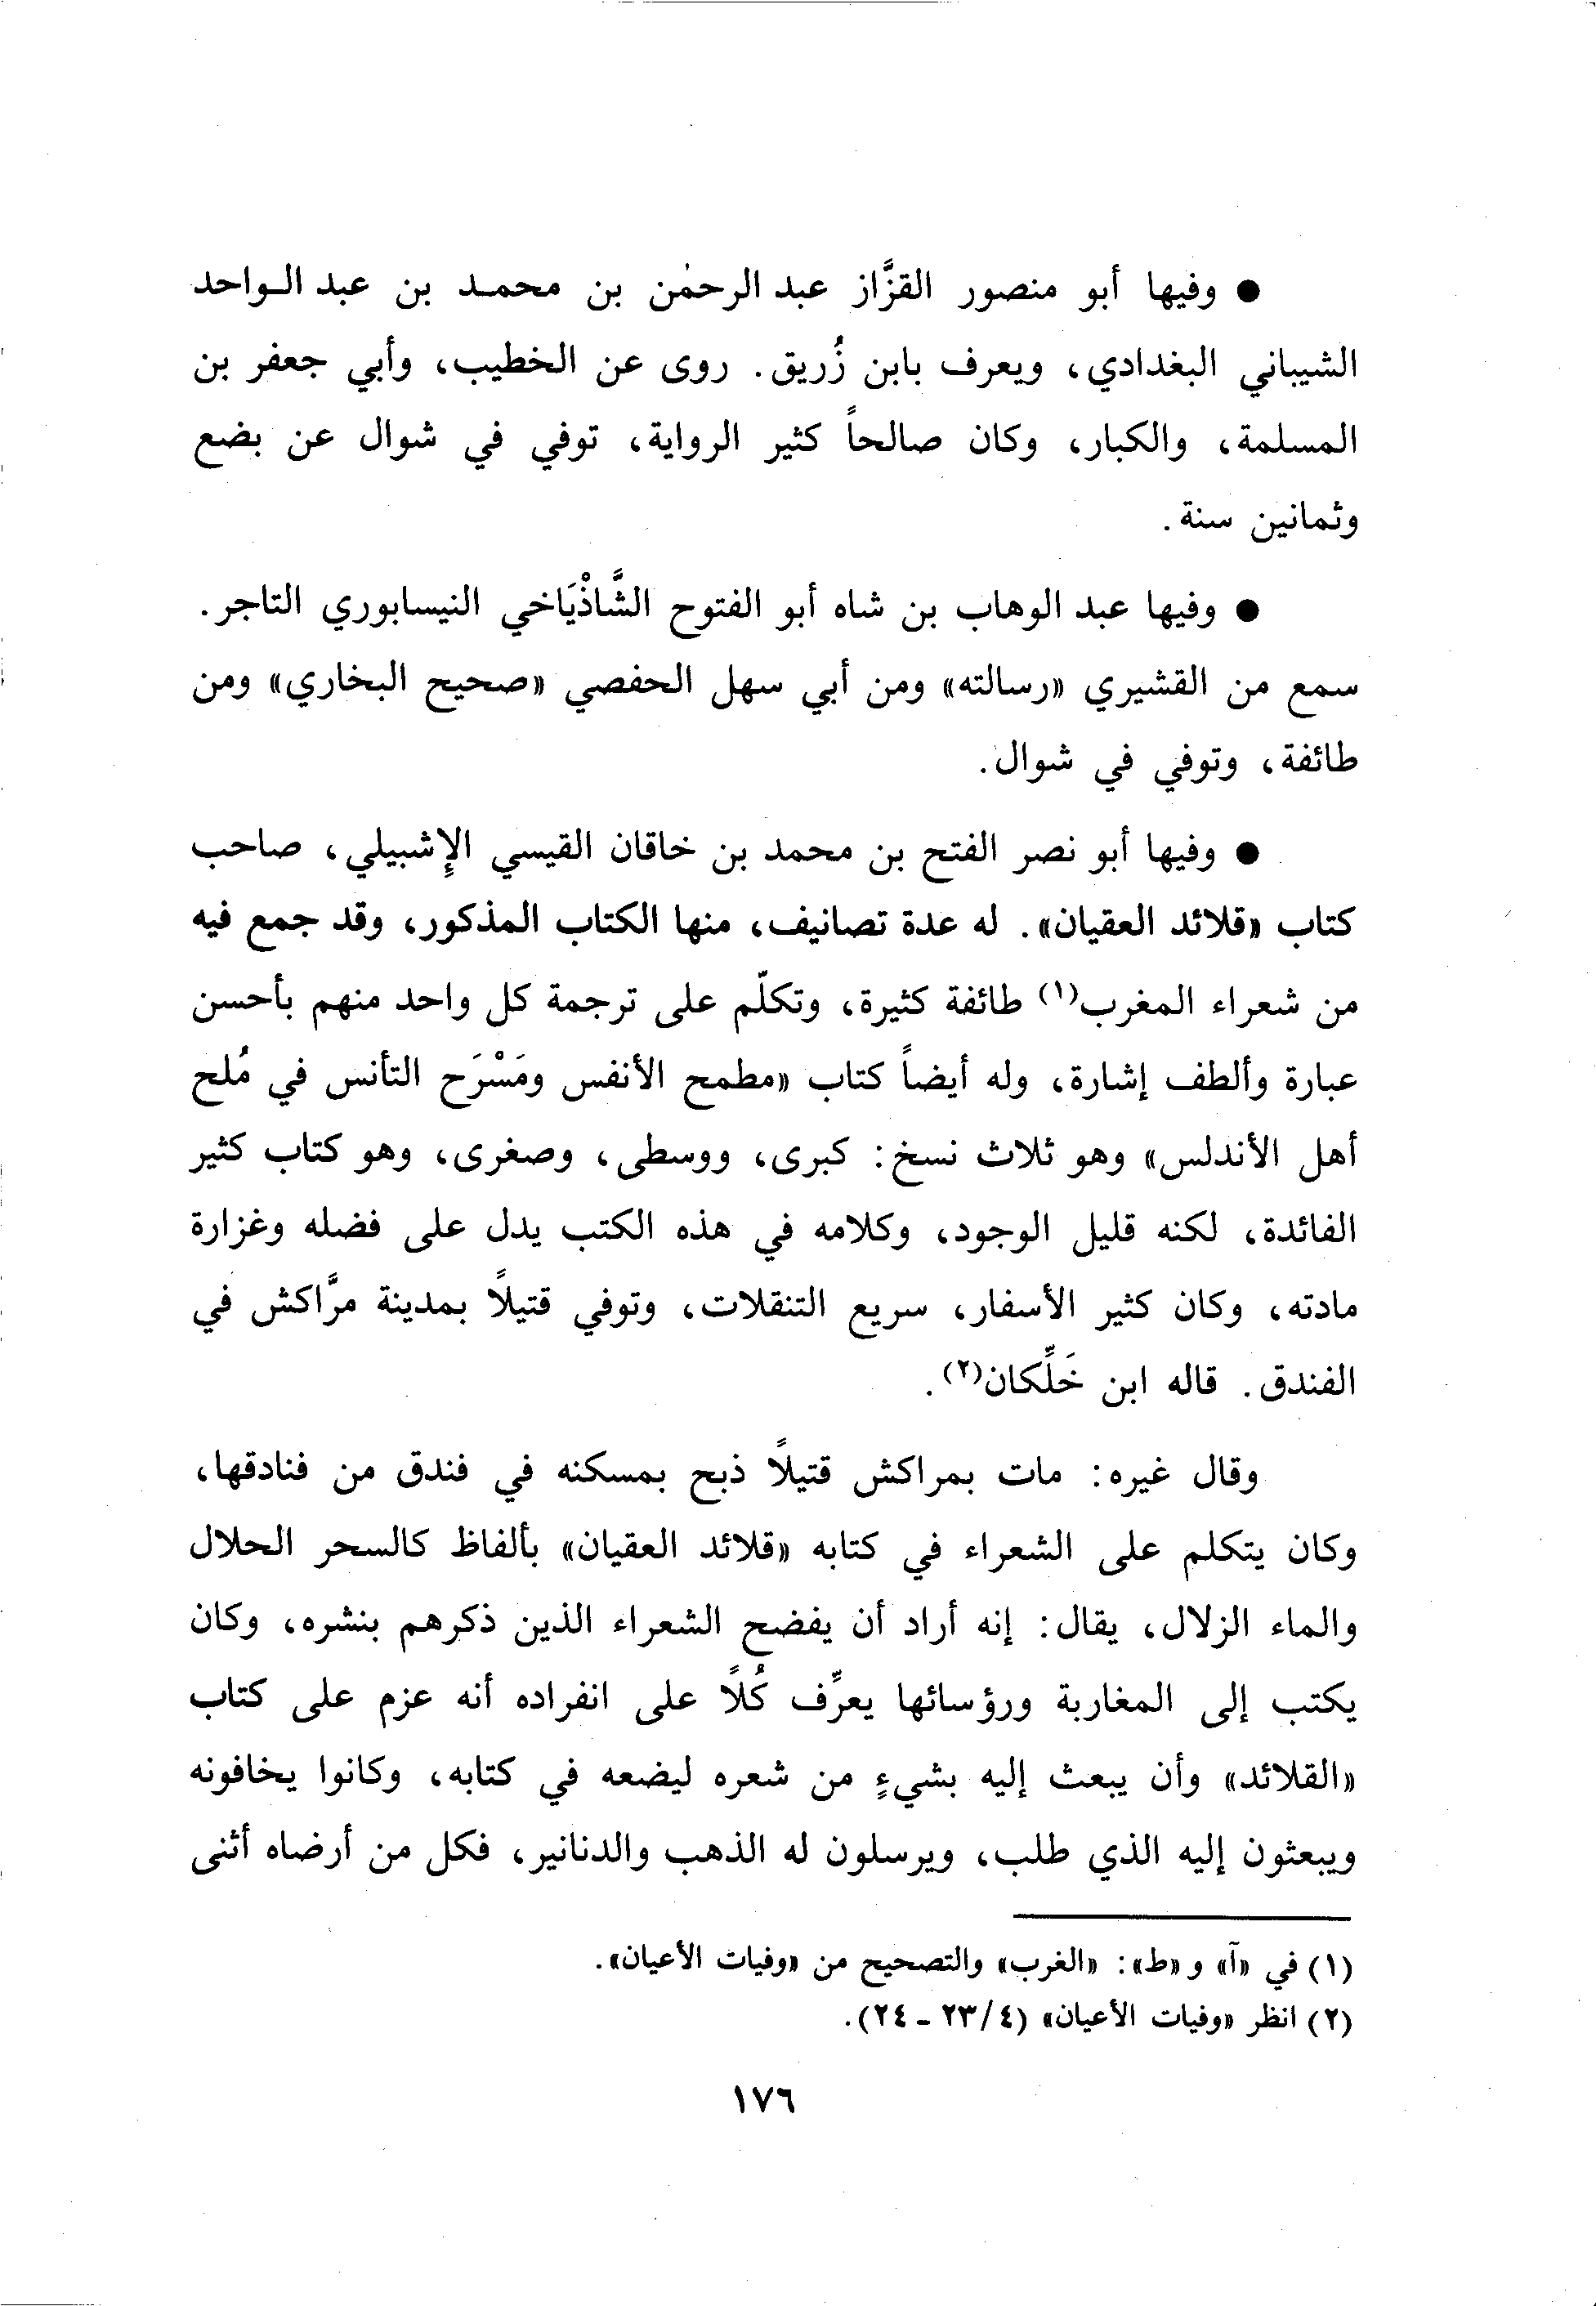 ● وفيها أبو منصور القزَّاز عبد الرحمٰن بن محمـد بن عبد الـواحد
الشيباني البغدادي، ويعرف بابن زُريق. روى عن الخطيب، وأبي جعفر بن
المسلمة، والكبار، وكان صالحاً كثير الرواية، توفي في شوال عن بضع
وثمانين سنة.
● وفيها عبد الوهاب بن شاه أبو الفتوح الشَّاذْيَاخي النيسابوري التاجر.
سمع من القشيري «رسالته» ومن أبي سهل الحفصي «صحيح البخاري» ومن
طائفة، وتوفي في شوال.
● وفيها أبو نصر الفتح بن محمد بن خاقان القيسي الإشبيلي، صاحب
كتاب «قلائد العقيان». له عدة تصانيف، منها الكتاب المذكور، وقد جمع فيه
من شعراء المغرب(١) طائفة كثيرة، وتكلّم على ترجمة كل واحد منهم بأحسن
عبارة وألطف إشارة، وله أيضاً كتاب «مطمح الأنفس ومَسْرَح التأنس في مُلح
أهل الأندلس» وهو ثلاث نسخ: كبرى، ووسطى، وصغرى، وهو كتاب كثير
الفائدة، لكنه قليل الوجود، وكلامه في هذه الكتب يدل على فضله وغزارة
مادته، وكان كثير الأسفار، سريع التنقلات، وتوفي قتيلاً بمدينة مرَّاكش في
الفندق. قاله ابن خَلِّكان(٢).
وقال غيره: مات بمراكش قتيلاً ذبح بمسكنه في فندق من فنادقها،
وكان يتكلم على الشعراء في كتابه «قلائد العقيان» بألفاظ كالسحر الحلال
والماء الزلال، يقال: إنه أراد أن يفضح الشعراء الذين ذكرهم بنشره، وكان
يكتب إلى المغاربة ورؤسائها يعرِّف كُلاً على انفراده أنه عزم على كتاب
«القلائد» وأن يبعث إليه بشيءٍ من شعره ليضعه في كتابه، وكانوا يخافونه
ويبعثون إليه الذي طلب، ويرسلون له الذهب والدنانير، فكل من أرضاه أثنى
(١) في «آ» و «ط»: «الغرب» والتصحيح من «وفيات الأعيان».
(٢) انظر «وفيات الأعيان» (٤/ ٢٣ - ٢٤).
١٧٦